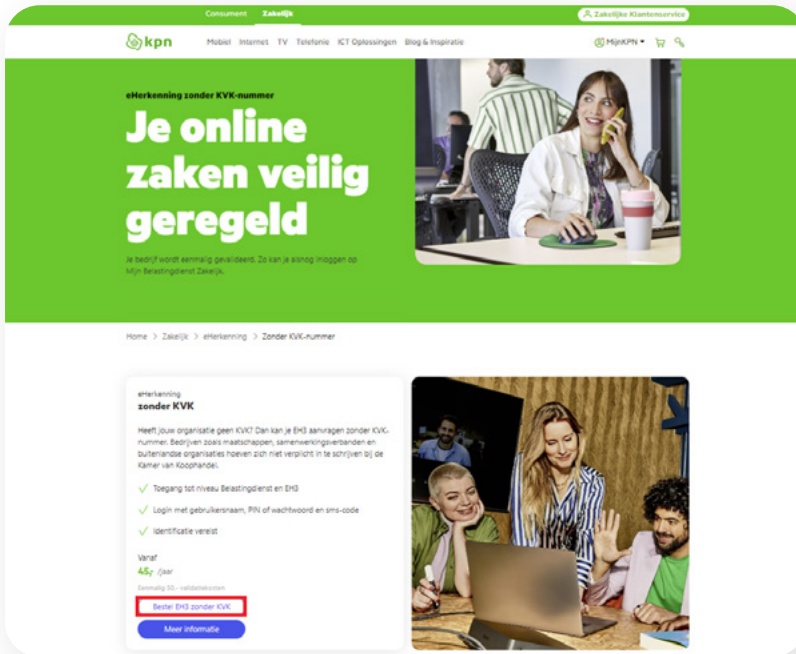 Consument Zakelijk
Zakelijke Klantenservice
kpn
Mobiel Internet TV Telefonie ICT Oplossingen Blog & Inspiratie
MijnKPN
eHerkenning zonder KVK-nummer
Je online
zaken veilig
geregeld
Je bedrijf wordt eenmalig gevalideerd. Zo kan je alsnog inloggen op
Mijn Belastingdienst Zakelijk.
Home > Zakelijk > eHerkenning > Zonder KVK-nummer
eHerkenning
zonder KVK
Heeft jouw organisatie geen KVK? Dan kan je EH3 aanvragen zonder KVK-
nummer. Bedrijven zoals maatschappen, samenwerkingsverbanden en
buitenlandse organisaties hoeven zich niet verplicht in te schrijven bij de
Kamer van Koophandel.
Toegang tot niveau Belastingdienst en EH3
Login met gebruikersnaam, PIN of wachtwoord en sms-code
Identificatie vereist
Vanaf
45,- /jaar
Eenmalig 50,- validatiekosten
Bestel EH3 zonder KVK
Meer informatie